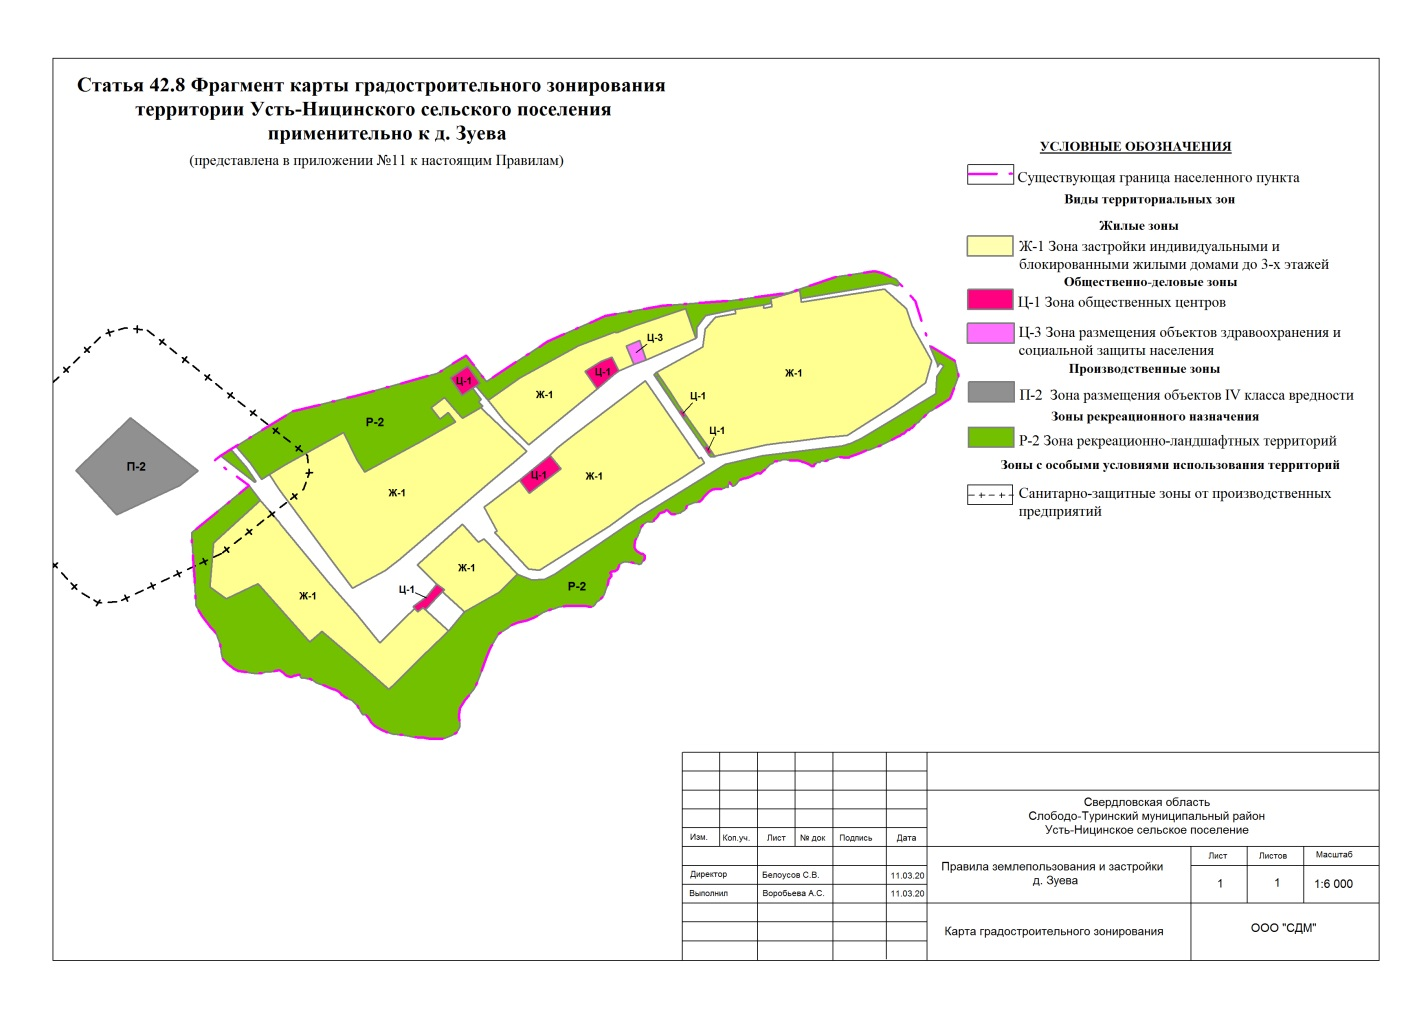 Статья 42.8 Фрагмент карты градостроительного зонирования
территории Усть-Ницинского сельского поселения
применительно к д. Зуева
(представлена в приложении №11 к настоящим Правилам)
УСЛОВНЫЕ ОБОЗНАЧЕНИЯ
Существующая граница населенного пункта
Виды территориальных зон
Жилые зоны
Ж-1 Зона застройки индивидуальными и
блокированными жилыми домами до 3-х этажей
Общественно-деловые зоны
Ц-1 Зона общественных центров
Ц-3 Зона размещения объектов здравоохранения и
социальной защиты населения
Производственные зоны
П-2 Зона размещения объектов IV класса вредности
Зоны рекреационного назначения
Р-2 Зона рекреационно-ландшафтных территорий
Зоны с особыми условиями использования территорий
Санитарно-защитные зоны от производственных
предприятий
Ц-3
Ц-1
Ц-1
Ж-1
Ж-1
Ц-1
Р-2
Ц-1
П-2
Ц-1
Ж-1
Ж-1
Ж-1
Ц-1
Р-2
Ж-1
Свердловская область
Слободо-Туринский муниципальный район
Усть-Ницинское сельское поселение
Изм.
Кол.уч.
Лист
№ док
Подпись
Дата
Правила землепользования и застройки
д. Зуева
Лист
Листов
Масштаб
1
1
1:6 000
Директор
Белоусов С.В.
11.03.20
Выполнил
Воробьева А.С.
11.03.20
Карта градостроительного зонирования
ООО "СДМ"